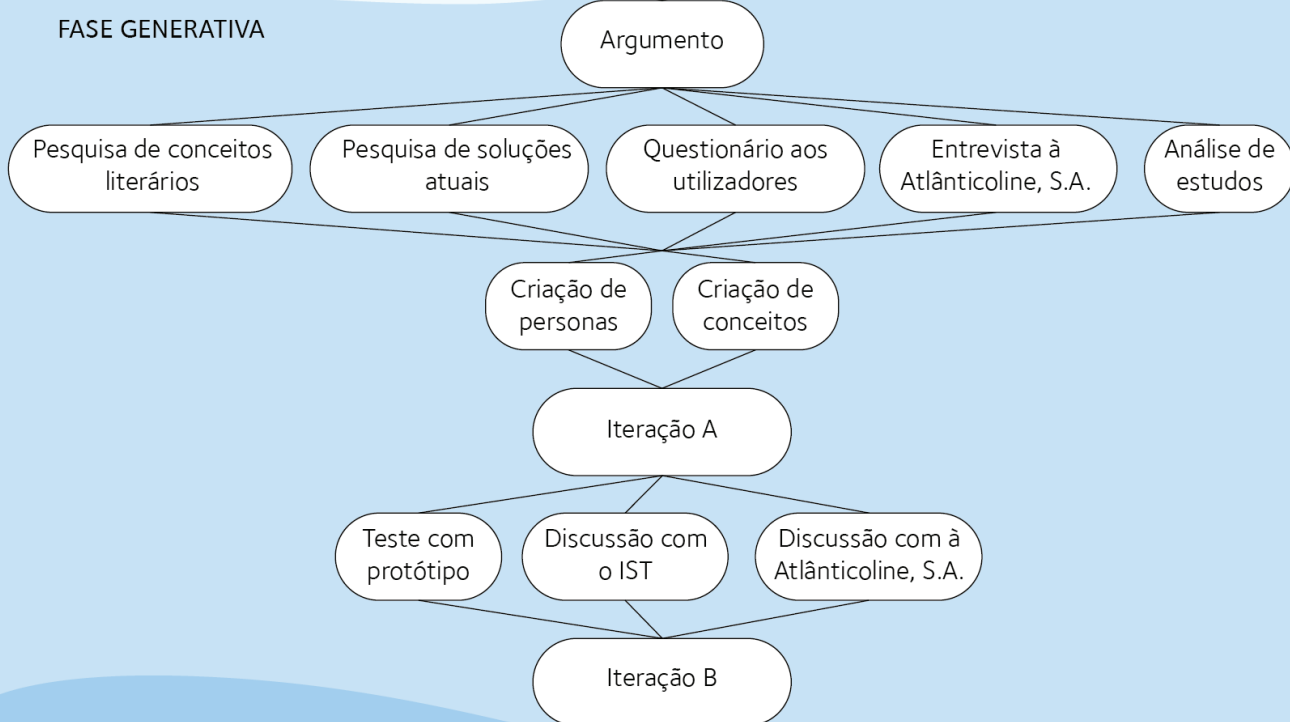 FASE GENERATIVA
Argumento
Pesquisa de conceitos
literários
Pesquisa de soluções
atuais
Questionário aos
utilizadores
Entrevista à
Atlânticoline, S.A.
Análise de
estudos
Criação de
personas
Criação de
conceitos
Iteração A
Teste com
protótipo
Discussão com
o IST
Discussão com à
Atlânticoline, S.A.
Iteração B